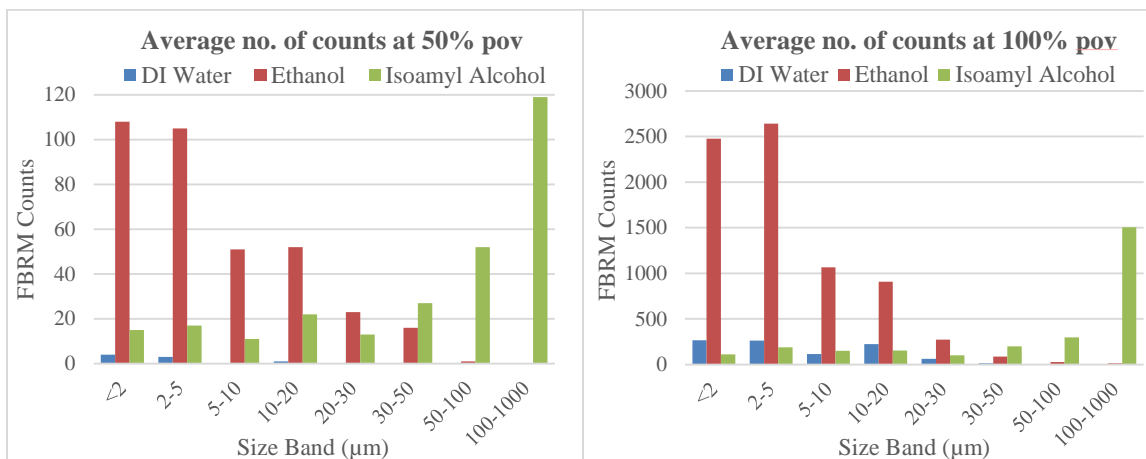 Average no. of counts at 50% pov
DI Water Ethanol Isoamyl Alcohol
120
100
80
60
40
20
0
FBRM Counts
<2 2-5 5-10 10-20 20-30 30-50 50-100 100-1000
Size Band (µm)
Average no. of counts at 100% pov
DI Water Ethanol Isoamyl Alcohol
3000
2500
2000
1500
1000
500
0
FBRM Counts
<2 2-5 5-10 10-20 20-30 30-50 50-100 100-1000
Size Band (µm)